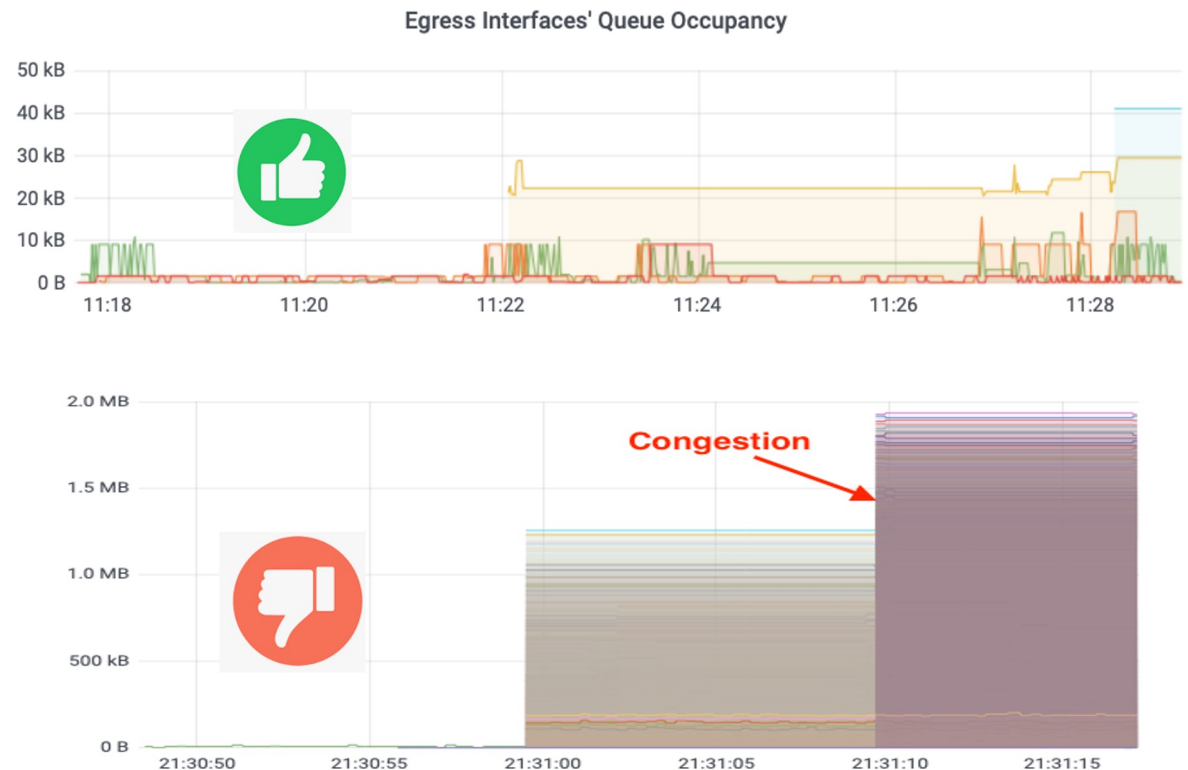 Egress Interfaces' Queue Occupancy
50 kB
40 kB
30 kB
20 kB
10 kB
0 B
11:18 11:20 11:22 11:24 11:26 11:28
2.0 MB
Congestion
1.5 MB
1.0 MB
500 kB
0 B
21:30:50 21:30:55 21:31:00 21:31:05 21:31:10 21:31:15